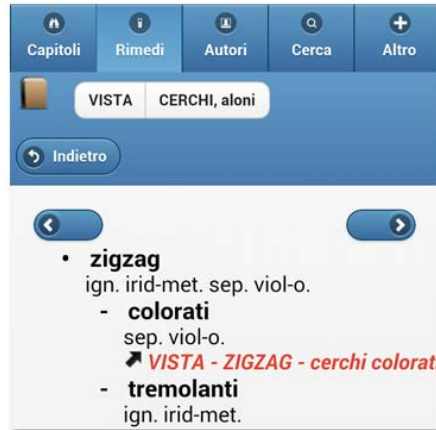 Capitoli Rimedi Autori Cerca Altro
VISTA CERCHI, aloni
Indietro
• zigzag
ign. irid-met. sep. viol-o.
- colorati
sep. viol-o.
VISTA - ZIGZAG - cerchi colorati
- tremolanti
ign. irid-met.